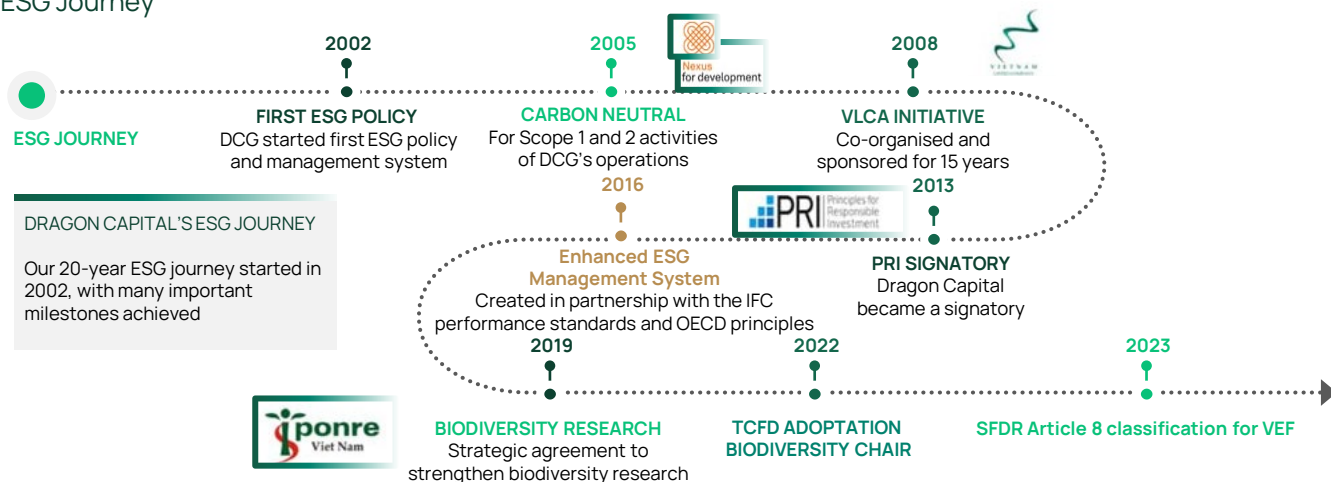 ESG Journey
2002
2005
2008
Nexus
for development
VIETNAM
ESG JOURNEY
FIRST ESG POLICY
DCG started first ESG policy
and management system
CARBON NEUTRAL
For Scope 1 and 2 activities
of DCG's operations
VLCA INITIATIVE
Co-organised and
sponsored for 15 years
2016
2013
PRI
Principles for
Responsible
Investment
DRAGON CAPITAL'S ESG JOURNEY
Our 20-year ESG journey started in
2002, with many important
milestones achieved
Enhanced ESG
Management System
Created in partnership with the IFC
performance standards and OECD principles
PRI SIGNATORY
Dragon Capital
became a signatory
2019
2022
2023
iponre
Viet Nam
BIODIVERSITY RESEARCH
Strategic agreement to
strengthen biodiversity research
TCFD ADOPTATION
BIODIVERSITY CHAIR
SFDR Article 8 classification for VEF